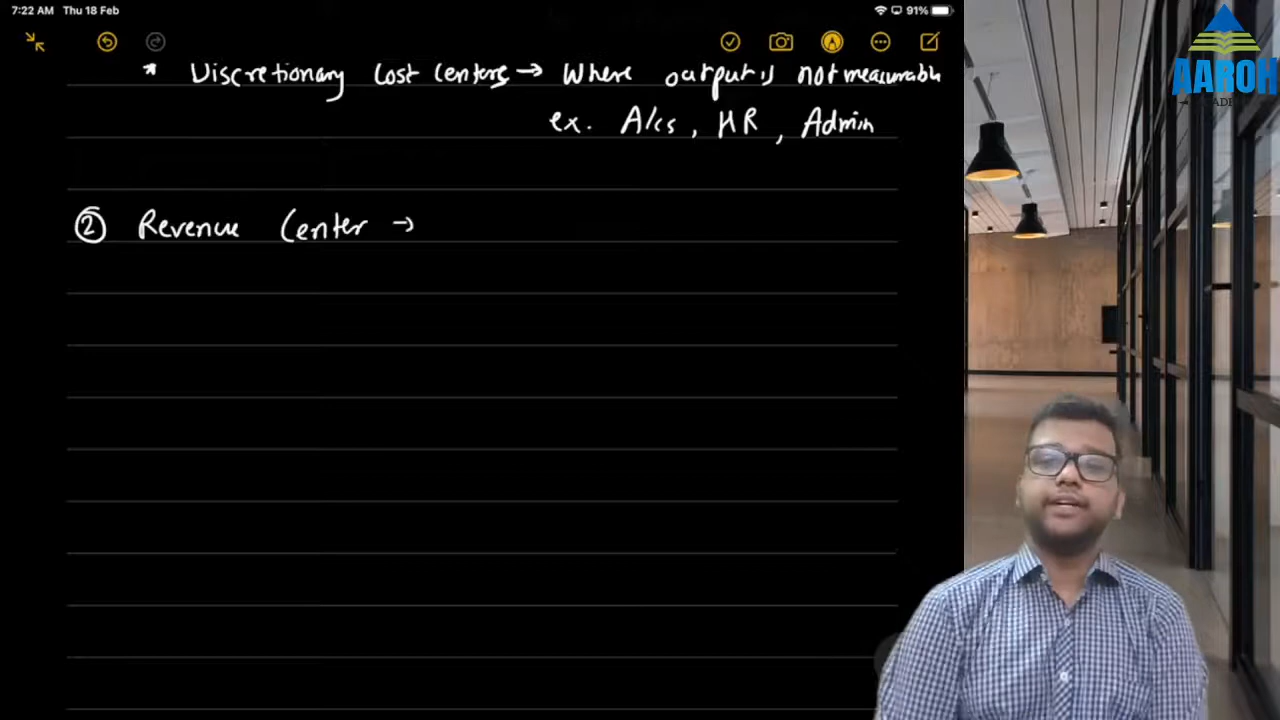 7:22 AM Thu 18 Feb
91%
* Discretionary Cost Centers → Where output is not measurable
ex. A/cs, HR, Admin
② Revenue Center →
AAROH